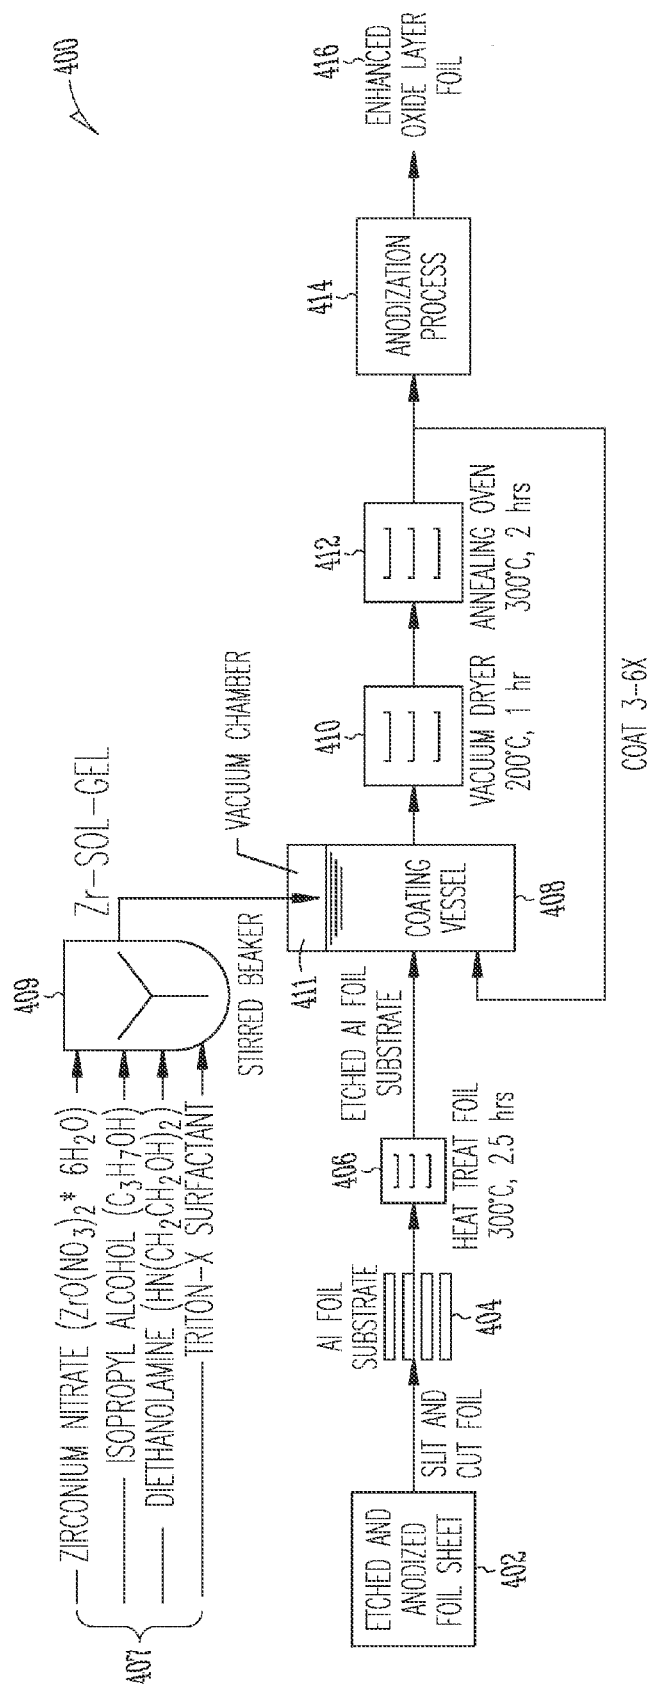 400
407
ZIRCONIUM NITRATE (ZrO(NO3)2* 6H2O)
ISOPROPYL ALCOHOL (C3H7OH)
DIETHANOLAMINE (HN(CH2CH2OH)2)
TRITON-X SURFACTANT
409
STIRRED BEAKER
Zr-SOL-GEL
VACUUM CHAMBER
411
ETCHED AND
ANODIZED
FOIL SHEET
402
SLIT AND
CUT FOIL
Al FOIL
SUBSTRATE
404
406
HEAT TREAT FOIL
300°C, 2.5 hrs
ETCHED Al FOIL
SUBSTRATE
COATING
VESSEL
408
410
VACUUM DRYER
200°C, 1 hr
412
ANNEALING OVEN
300°C, 2 hrs
COAT 3-6X
414
ANODIZATION
PROCESS
416
ENHANCED
OXIDE LAYER
FOIL